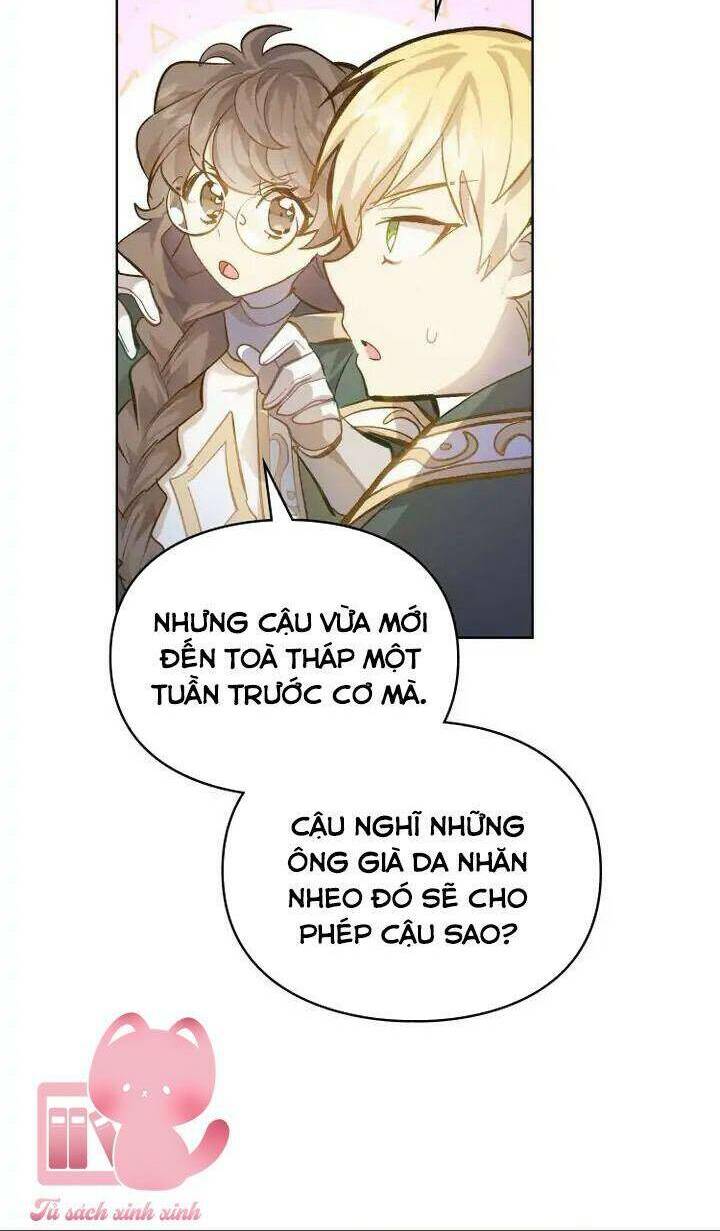 NHƯNG CẬU VỪA MỚI
ĐẾN TOÀ THÁP MỘT
TUẦN TRƯỚC CƠ MÀ.
CẬU NGHĨ NHỮNG
ÔNG GIÀ DA NHĂN
NHEO ĐÓ SẼ CHO
PHÉP CẬU SAO?
Tủ sách xinh xinh